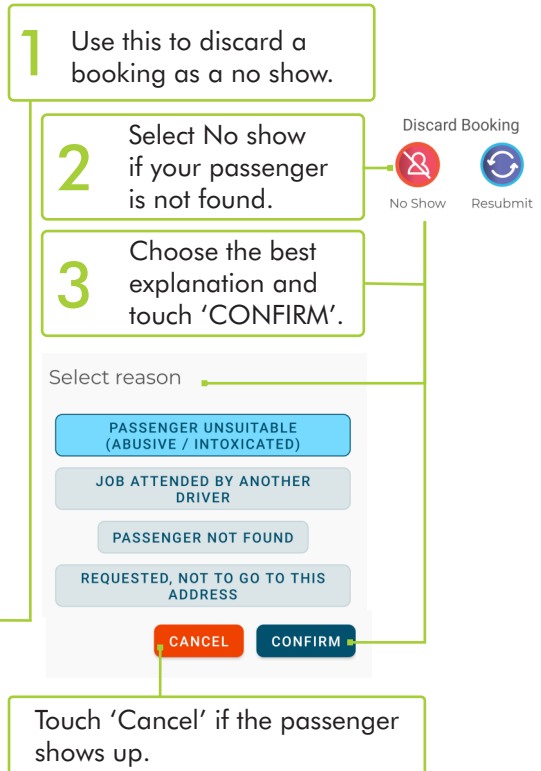 1
Use this to discard a
booking as a no show.
2
Select No show
if your passenger
is not found.
Discard Booking
No Show
Resubmit
3
Choose the best
explanation and
touch ‘CONFIRM’.
Select reason
PASSENGER UNSUITABLE
(ABUSIVE / INTOXICATED)
JOB ATTENDED BY ANOTHER
DRIVER
PASSENGER NOT FOUND
REQUESTED, NOT TO GO TO THIS
ADDRESS
CANCEL
CONFIRM
Touch ‘Cancel’ if the passenger
shows up.